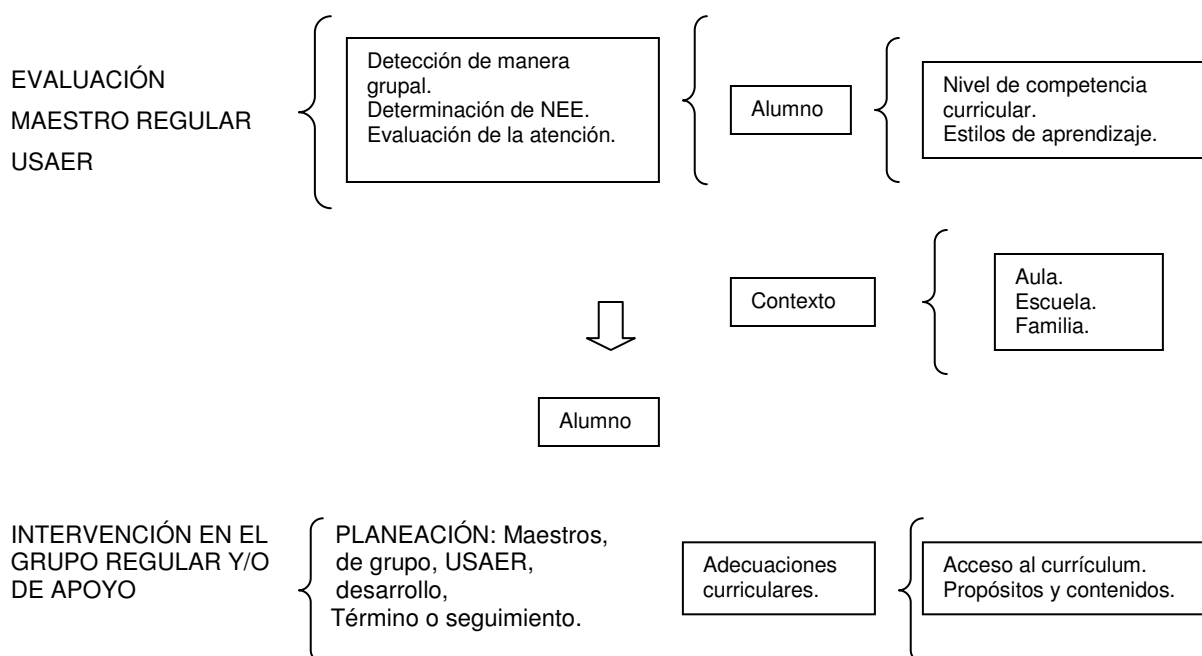 EVALUACIÓN
MAESTRO REGULAR
USAER
Detección de manera
grupal.
Determinación de NEE.
Evaluación de la atención.
Alumno
Nivel de competencia
curricular.
Estilos de aprendizaje.
Contexto
Aula.
Escuela.
Familia.
Alumno
INTERVENCIÓN EN EL
GRUPO REGULAR Y/O
DE APOYO
PLANEACIÓN: Maestros,
de grupo, USAER,
desarrollo,
Término o seguimiento.
Adecuaciones
curriculares.
Acceso al currículum.
Propósitos y contenidos.